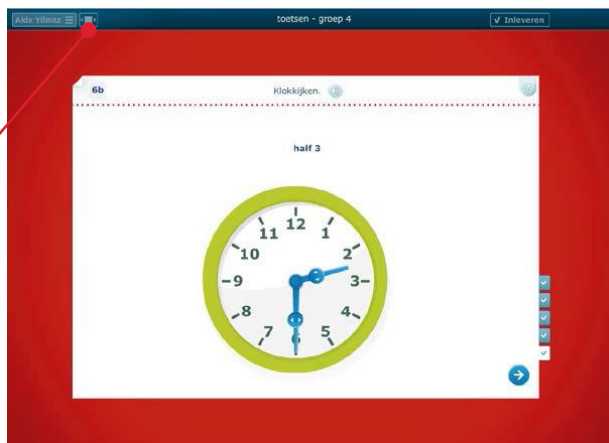 Aida Yilmaz
toetsen - groep 4
✓ Inleveren
6b
Klokkijken.
half 3
12
11
1
10
2
9
3
8
4
7
5
6